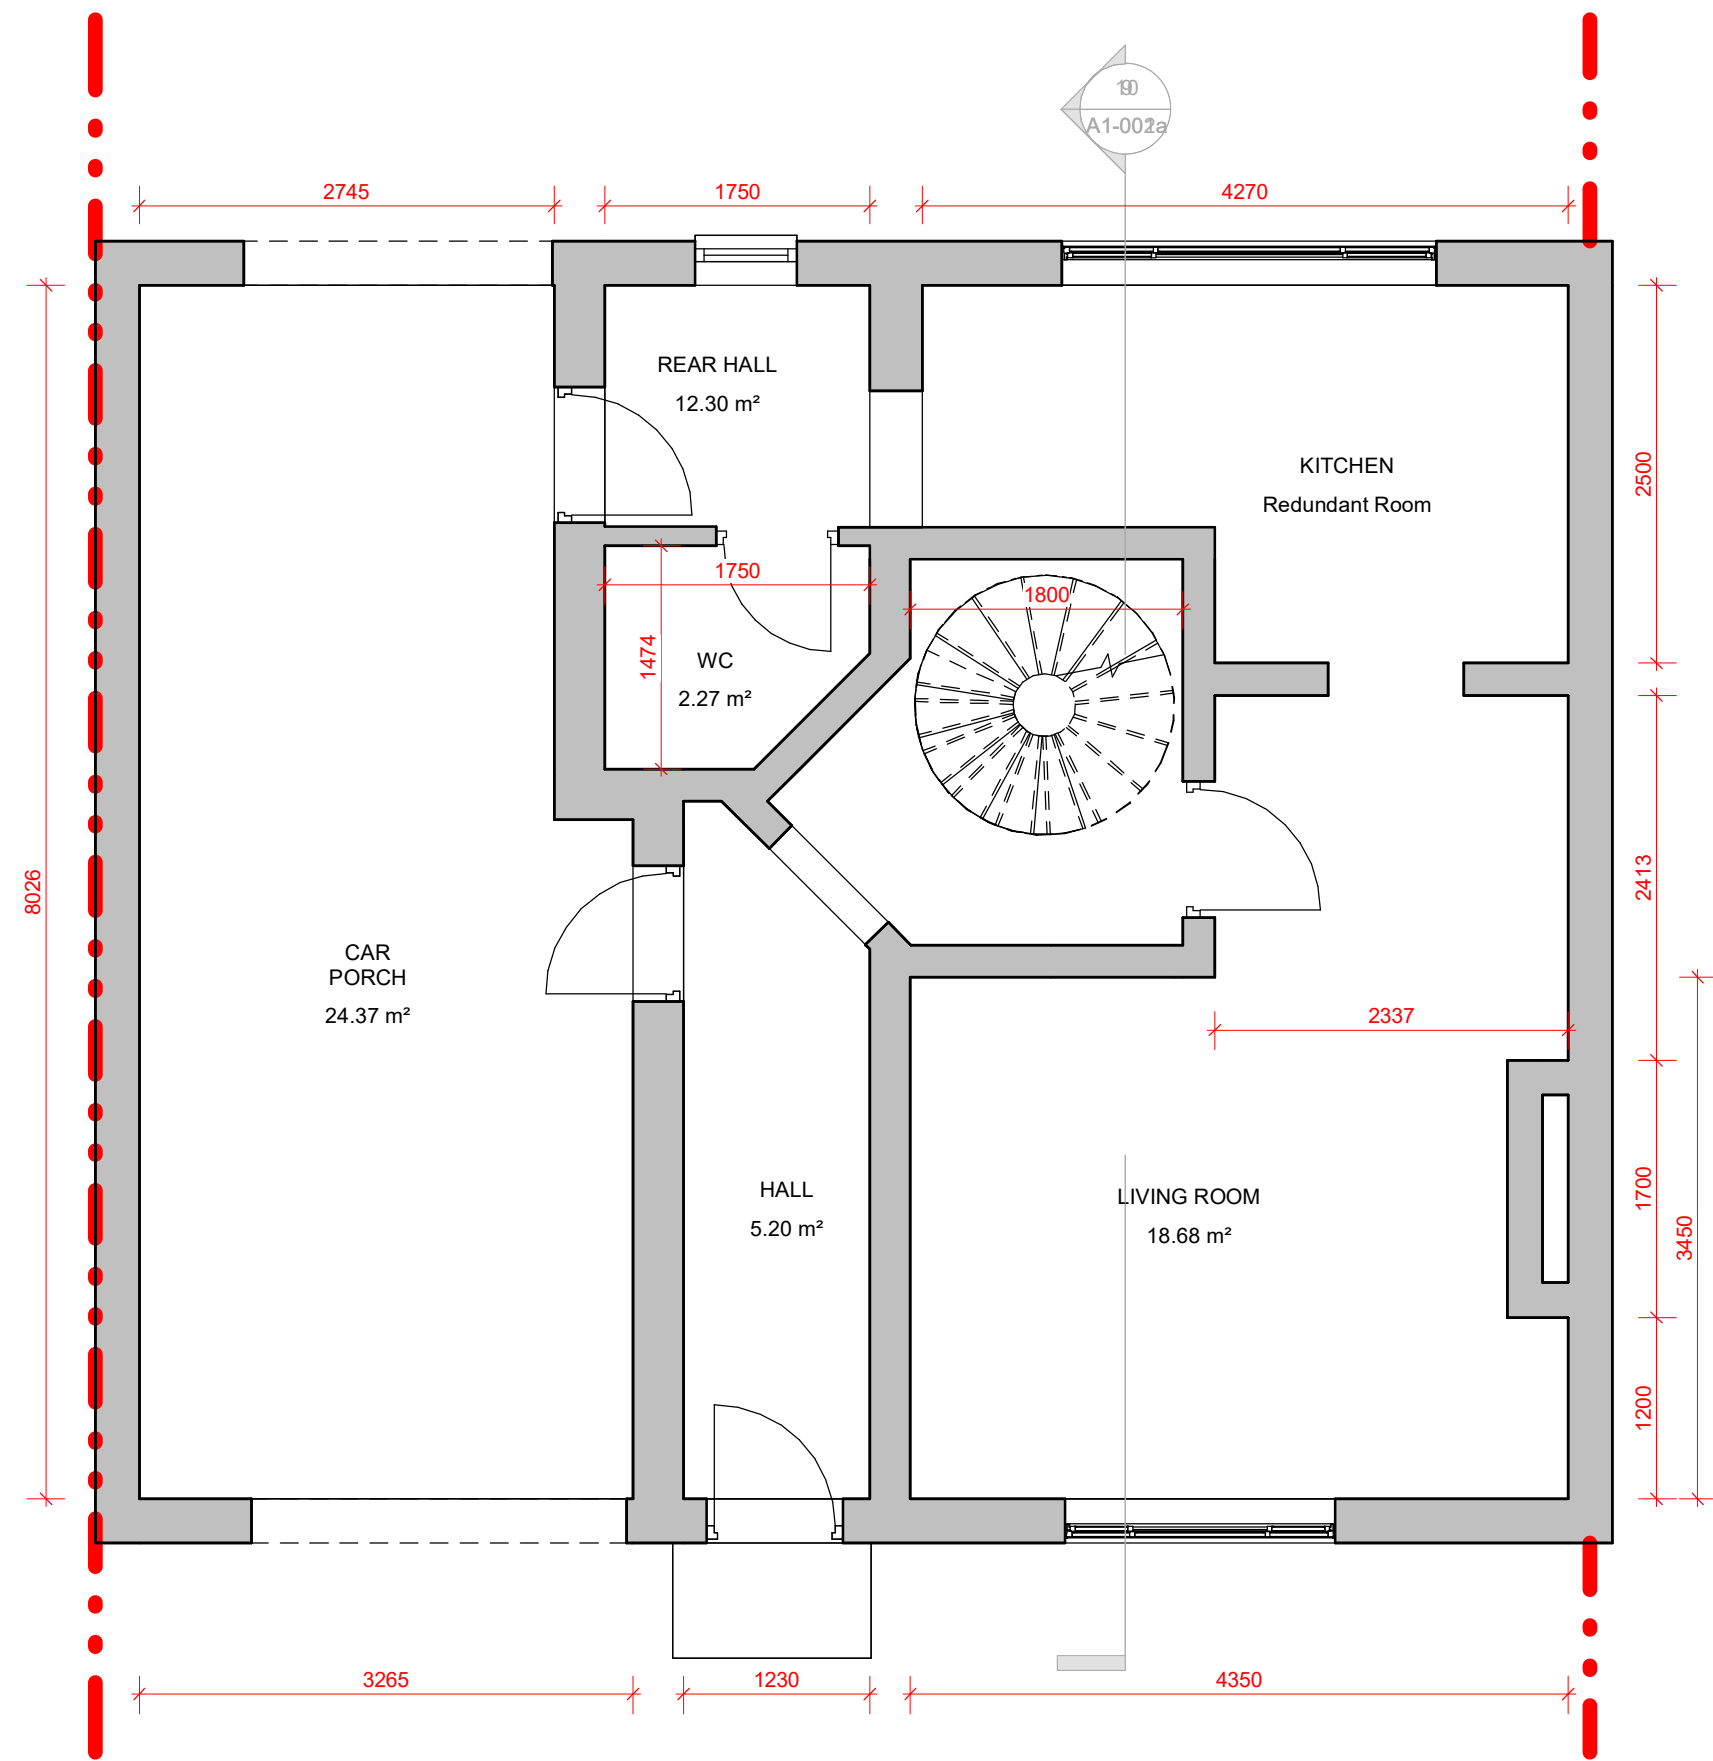 2745
1750
4270
REAR HALL
12.30 m²
KITCHEN
Redundant Room
2500
1750
1800
1474
WC
2.27 m²
8026
2413
CAR
PORCH
24.37 m²
2337
HALL
5.20 m²
LIVING ROOM
18.68 m²
1700
3450
1200
3265
1230
4350